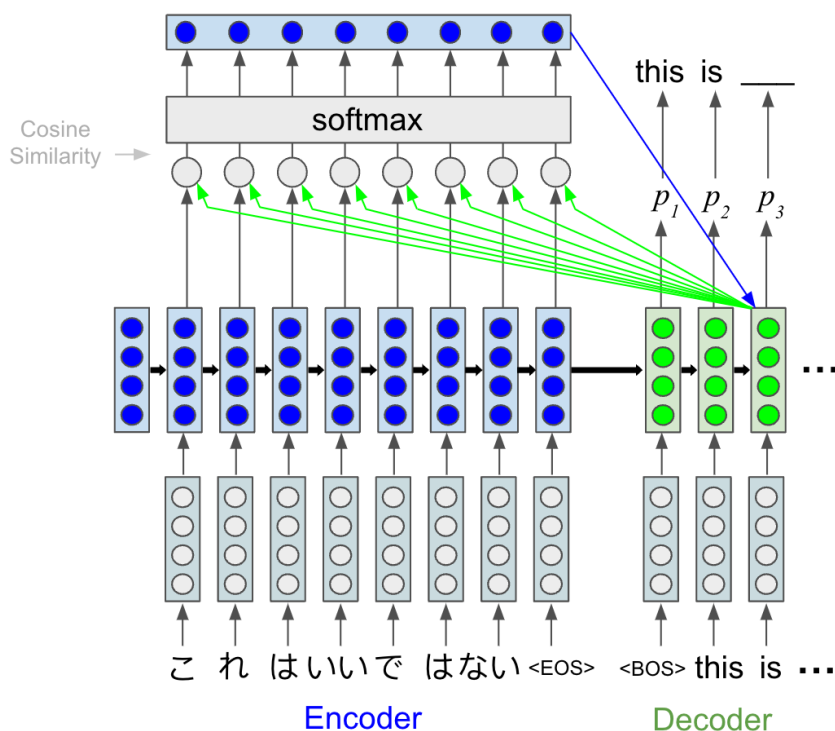 this is ___
softmax
Cosine
Similarity
p1 p2 p3
...
こ れ は いい で は ない <EOS> <BOS> this is ...
Encoder Decoder